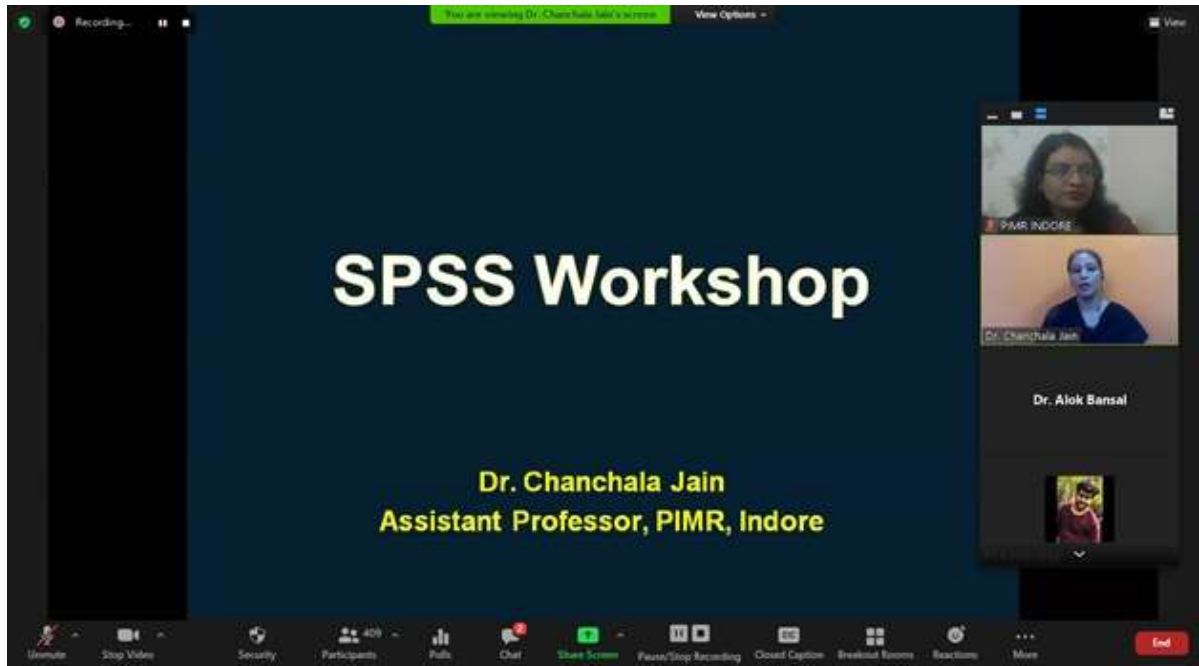 Recording...
You are viewing Dr. Chanchala Jain's screen
View Options
View
PIMR INDORE
SPSS Workshop
Dr. Chanchala Jain
Dr. Alok Bansal
Dr. Chanchala Jain
Assistant Professor, PIMR, Indore
Unmute
Stop Video
Security
409
Participants
Polls
2
Chat
Share Screen
Pause/Stop Recording
CC
Closed Caption
Breakout Rooms
Reactions
More
End